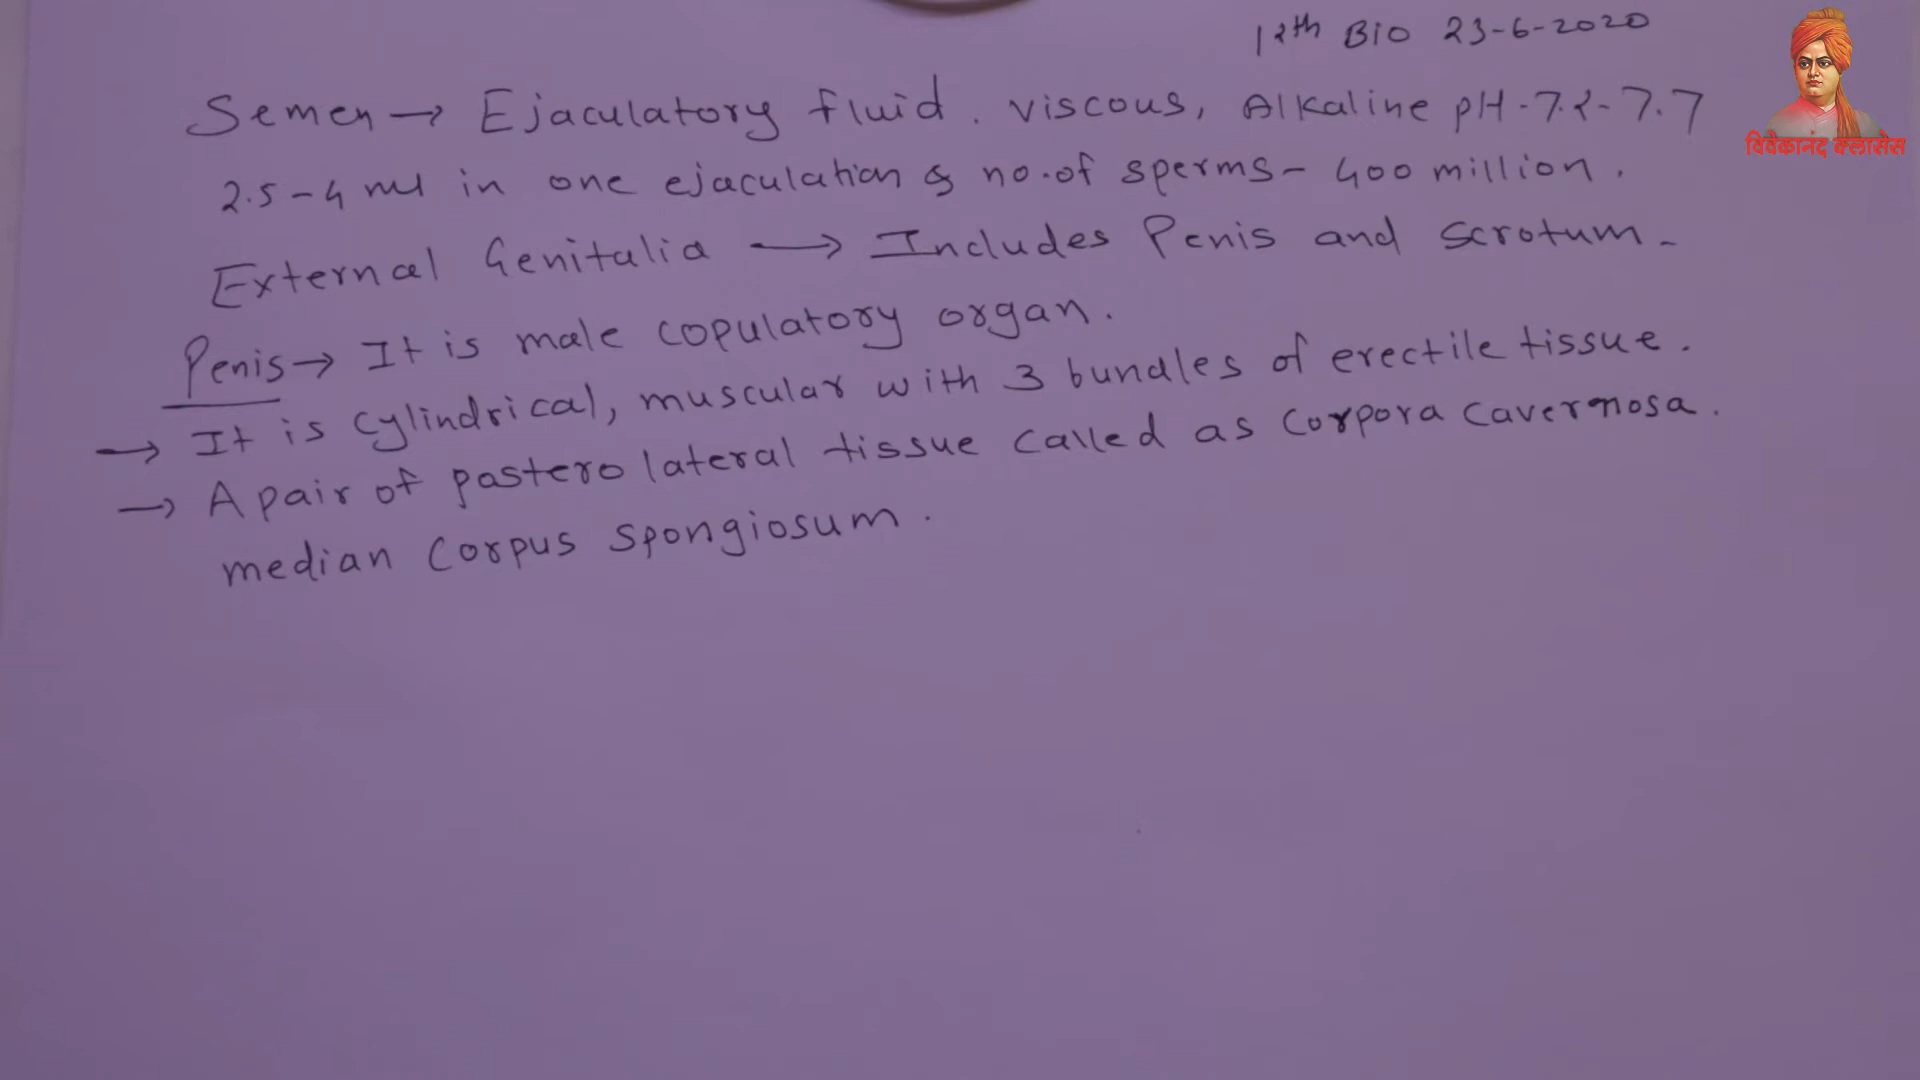 12th Bio 23-6-2020
विवेकानंद क्लासेस
Semen → Ejaculatory fluid. viscous, Alkaline pH-7.2-7.7
2.5-4 ml in one ejaculation & no.of sperms- 400 million.
External Genitalia → Includes Penis and scrotum-
Penis→ It is male copulatory organ.
→ It is cylindrical, muscular with 3 bundles of erectile tissue.
→ A pair of pastero lateral tissue called as corpora cavernosa.
median corpus spongiosum.